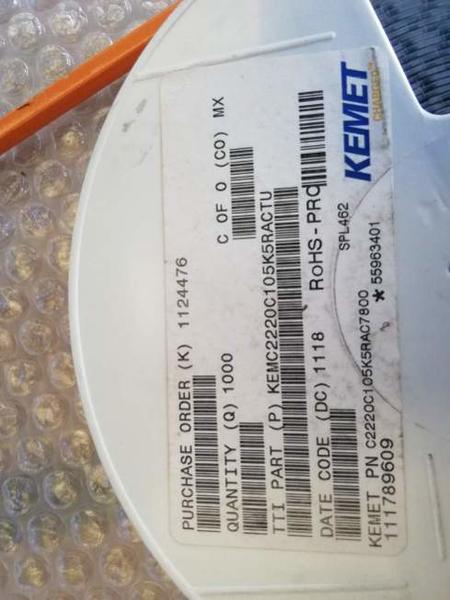 PURCHASE ORDER (K) 1124476
QUANTITY (Q) 1000
C OF O (CO) MX
TTI PART (P) KEMC2220C105K5RACTU
DATE CODE (DC) 1118
RoHS-PRC
SPL462
KEMET PN C2220C105K5RAC7800
111789609
* 55963401
KEMET
CHARGED